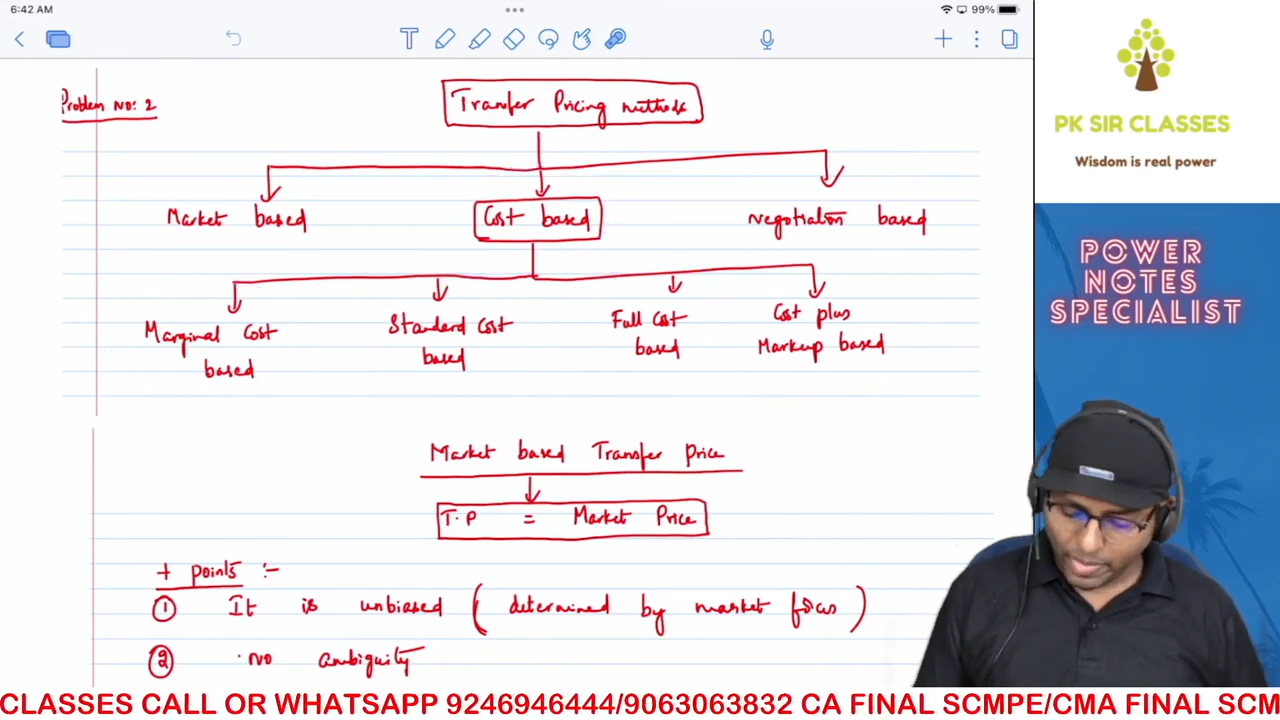 6:42 AM
99%
Problem No: 2
Transfer Pricing methods
Market based
Cost based
Negotiation based
Marginal Cost based
Standard Cost based
Full Cost based
Cost plus Markup based
Market based Transfer Price
T.P = Market Price
+ points :-
① It is unbiased ( determined by market focus )
② no ambiguity
PK SIR CLASSES
Wisdom is real power
POWER
NOTES
SPECIALIST
CLASSES CALL OR WHATSAPP 9246946444/9063063832 CA FINAL SCMPE/CMA FINAL SCM